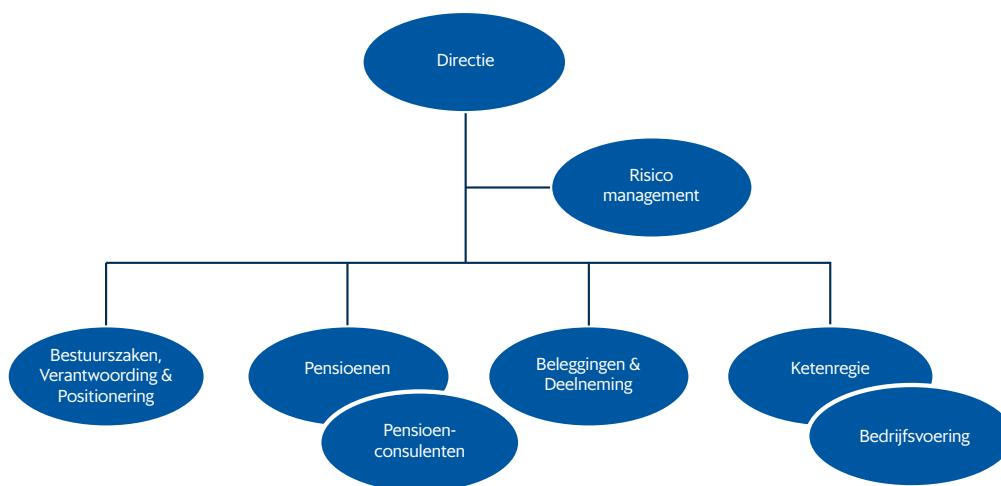 Directie
Risico
management
Bestuurszaken,
Verantwoording &
Positionering
Pensioenen
Pensioen-
consulenten
Beleggingen &
Deelneming
Ketenregie
Bedrijfsvoering